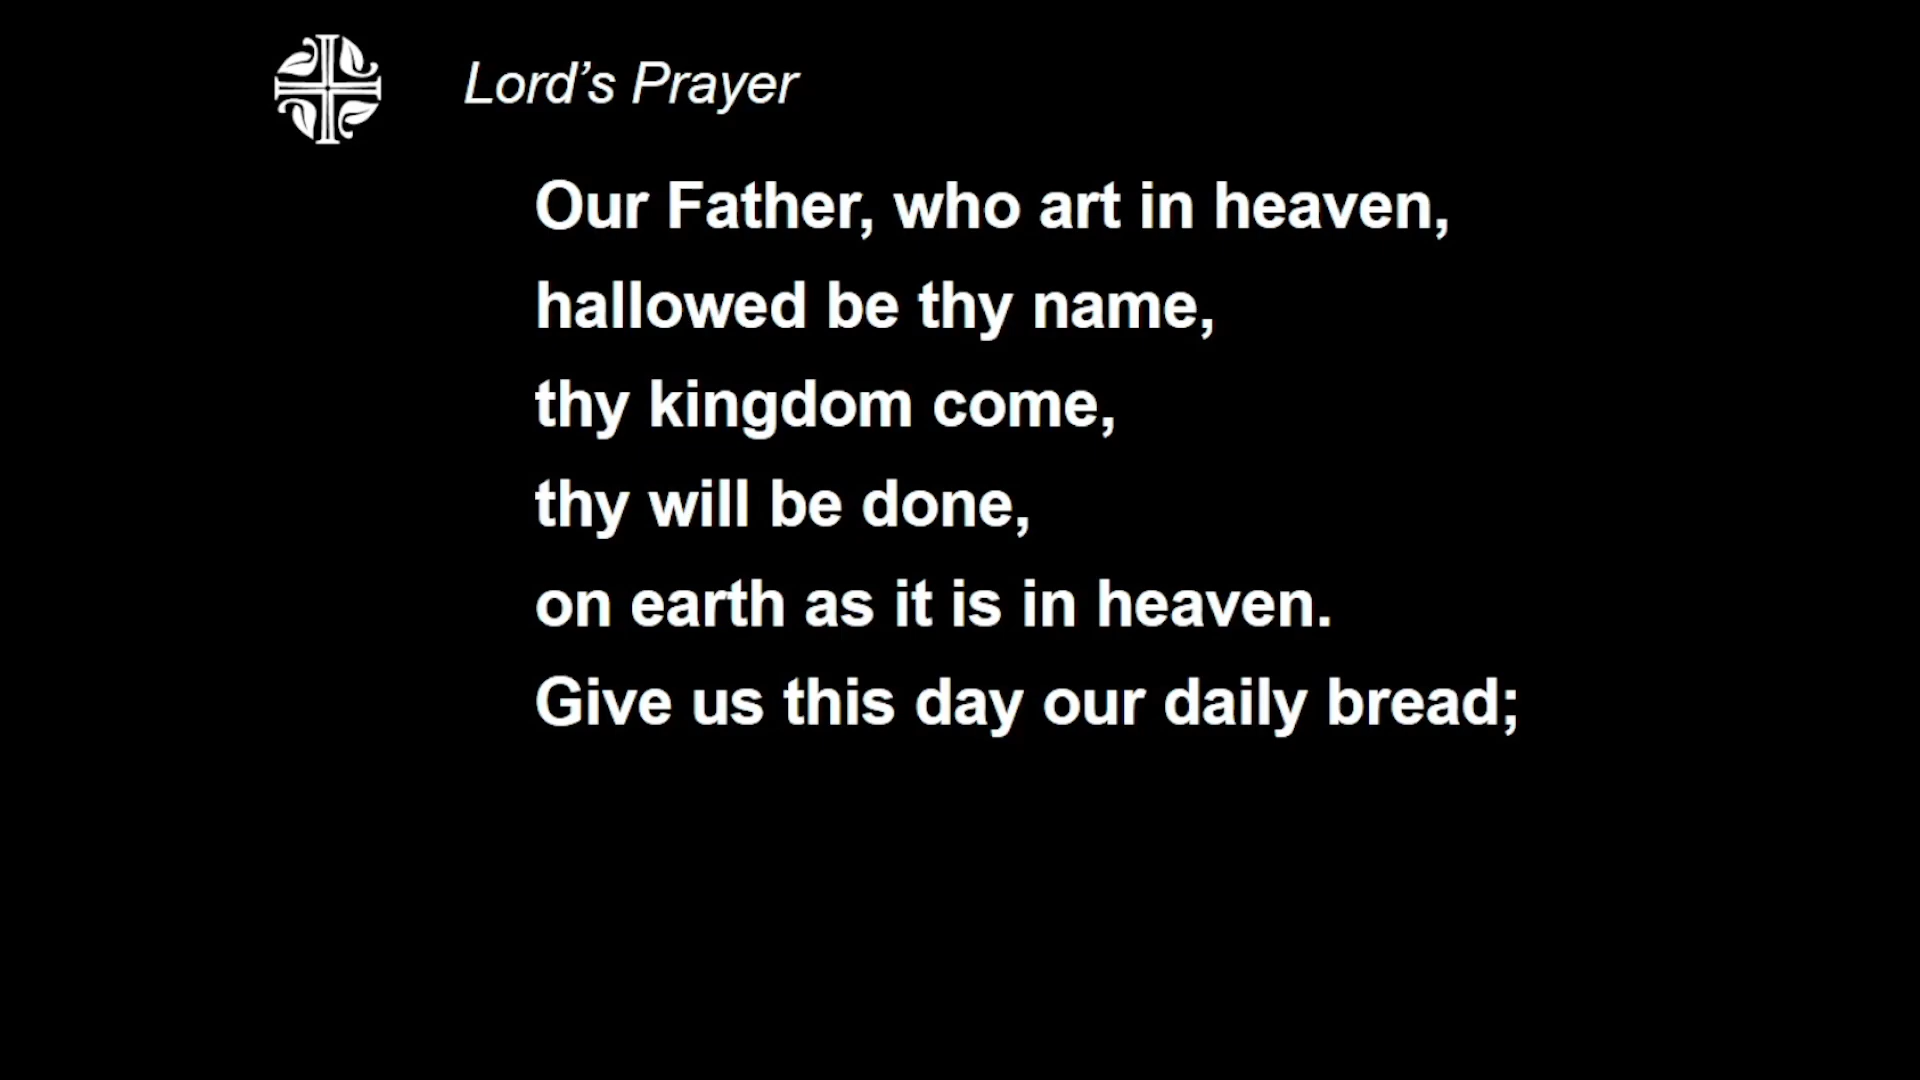 Lord’s Prayer
Our Father, who art in heaven,
hallowed be thy name,
thy kingdom come,
thy will be done,
on earth as it is in heaven.
Give us this day our daily bread;